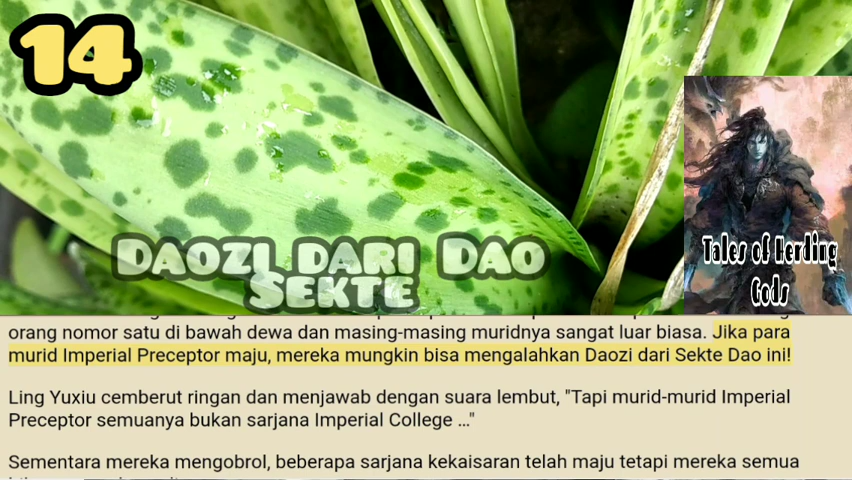 14
DAOZI DARI DAO
SEKTE
Tales of Herding
Gods
orang nomor satu di bawah dewa dan masing-masing muridnya sangat luar biasa. Jika para
murid Imperial Preceptor maju, mereka mungkin bisa mengalahkan Daozi dari Sekte Dao ini!
Ling Yuxiu cemberut ringan dan menjawab dengan suara lembut, "Tapi murid-murid Imperial
Preceptor semuanya bukan sarjana Imperial College ..."
Sementara mereka mengobrol, beberapa sarjana kekaisaran telah maju tetapi mereka semua